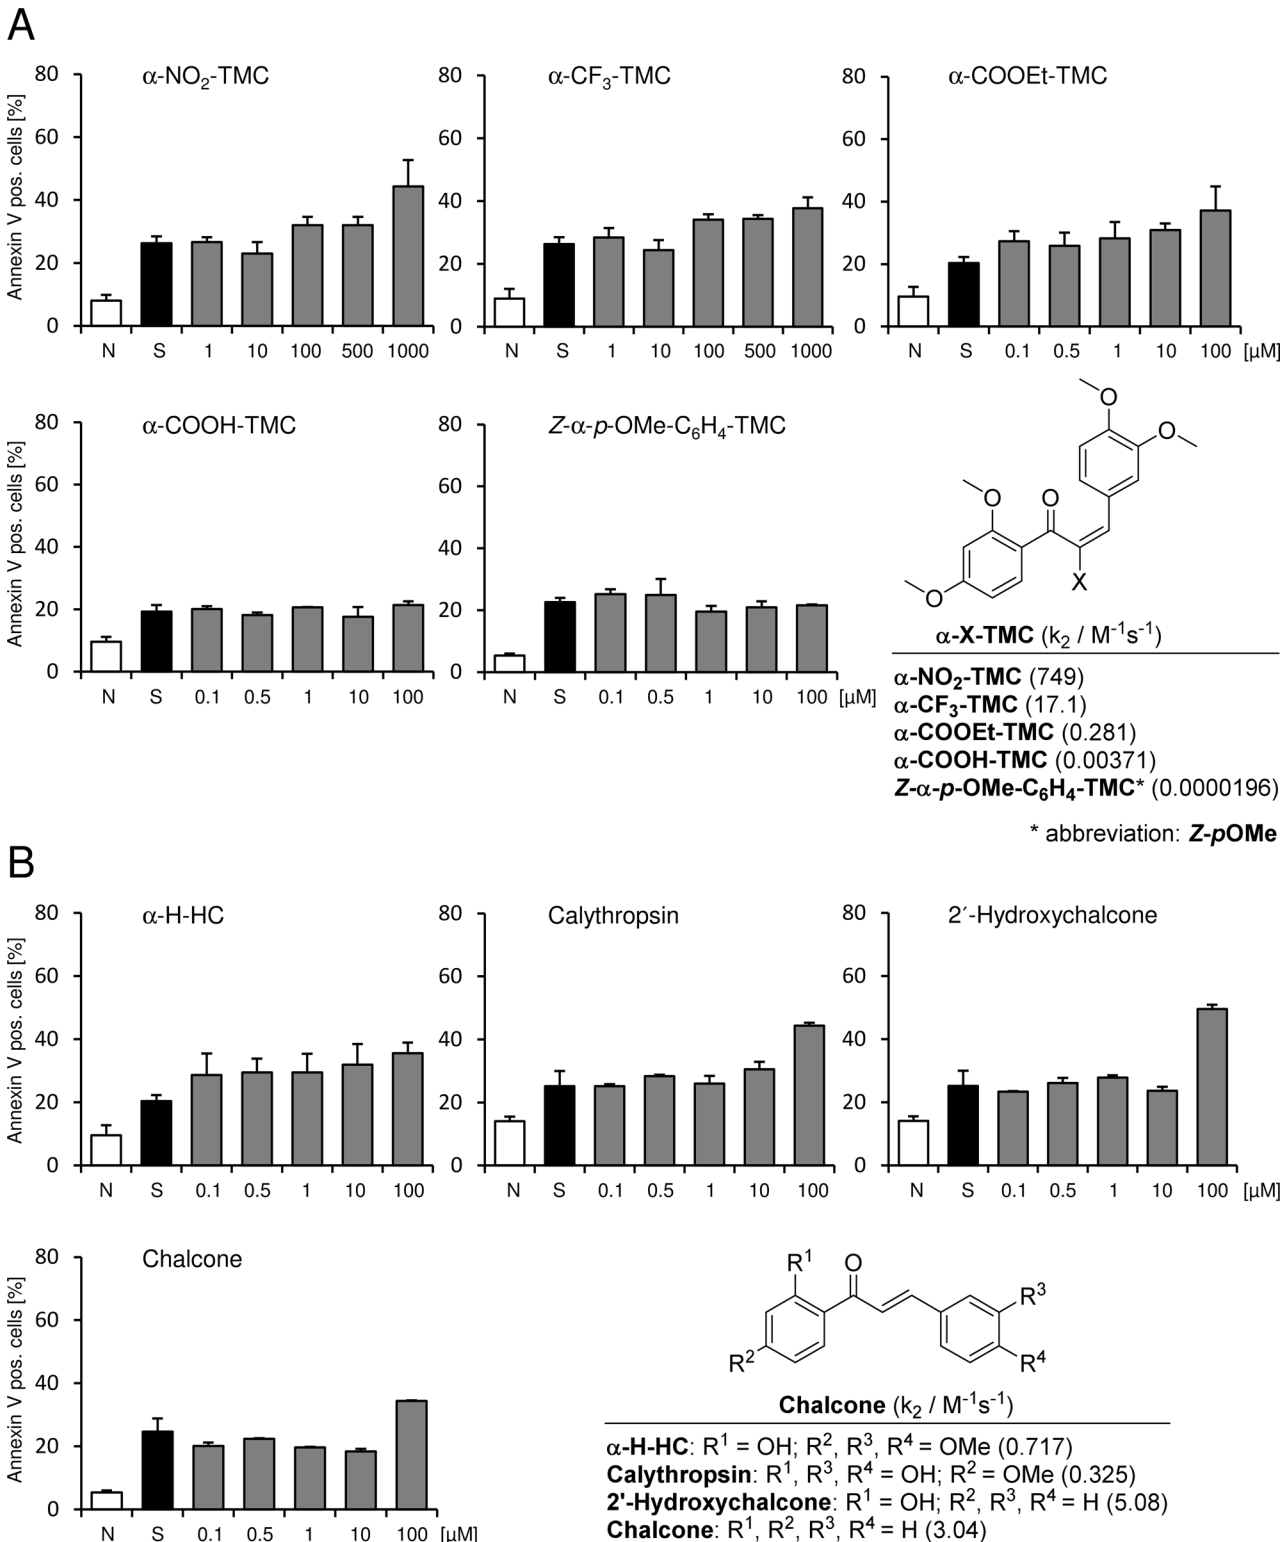 A
α-NO2-TMC
α-CF3-TMC
α-COOEt-TMC
Annexin V pos. cells [%]
80
60
40
20
0
N S 1 10 100 500 1000
80
60
40
20
0
N S 1 10 100 500 1000
80
60
40
20
0
N S 0.1 0.5 1 10 100 [µM]
α-COOH-TMC
Z-α-p-OMe-C6H4-TMC
Annexin V pos. cells [%]
80
60
40
20
0
N S 0.1 0.5 1 10 100
80
60
40
20
0
N S 0.1 0.5 1 10 100 [µM]
O
O
O
O
O
X
α-X-TMC (k2 / M-1s-1)
α-NO2-TMC (749)
α-CF3-TMC (17.1)
α-COOEt-TMC (0.281)
α-COOH-TMC (0.00371)
Z-α-p-OMe-C6H4-TMC* (0.0000196)
* abbreviation: Z-pOMe
B
α-H-HC
Calythropsin
2´-Hydroxychalcone
Annexin V pos. cells [%]
80
60
40
20
0
N S 0.1 0.5 1 10 100
80
60
40
20
0
N S 0.1 0.5 1 10 100
80
60
40
20
0
N S 0.1 0.5 1 10 100 [µM]
Chalcone
Annexin V pos. cells [%]
80
60
40
20
0
N S 0.1 0.5 1 10 100 [µM]
R1 O
R3
R2 R4
Chalcone (k2 / M-1s-1)
α-H-HC: R1 = OH; R2, R3, R4 = OMe (0.717)
Calythropsin: R1, R3, R4 = OH; R2 = OMe (0.325)
2'-Hydroxychalcone: R1 = OH; R2, R3, R4 = H (5.08)
Chalcone: R1, R2, R3, R4 = H (3.04)